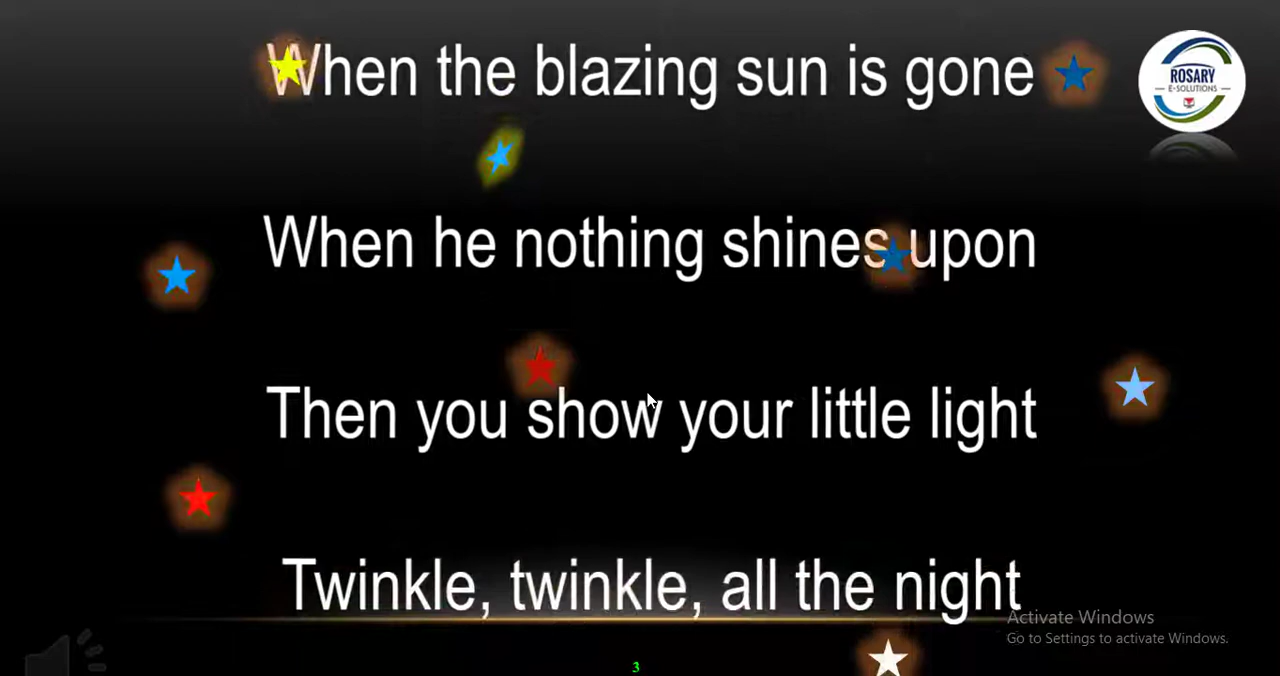 When the blazing sun is gone
ROSARY
E-SOLUTIONS
When he nothing shines upon
Then you show your little light
Twinkle, twinkle, all the night
Activate Windows
Go to Settings to activate Windows.
3